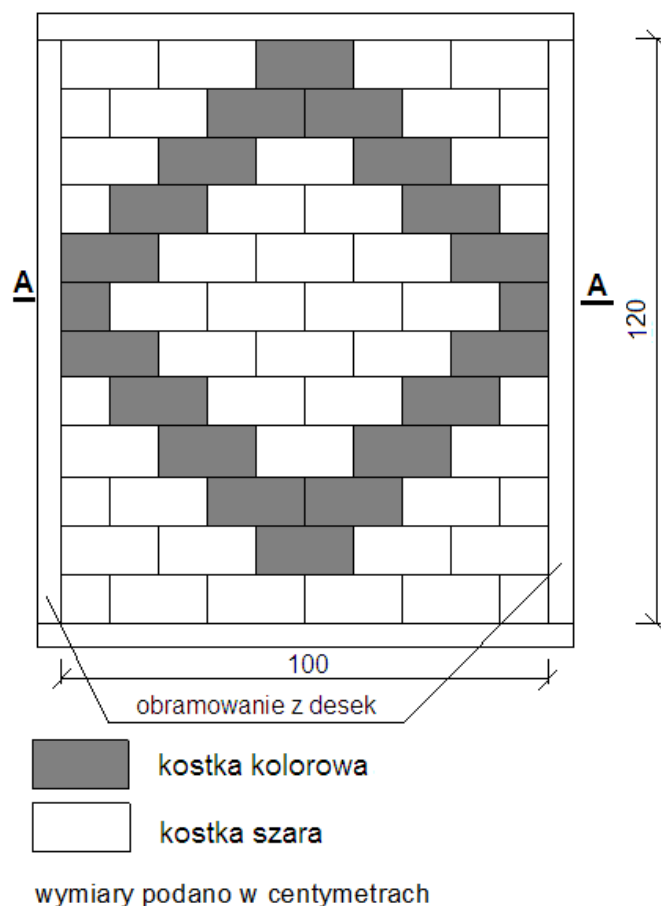 A
A
120
100
obramowanie z desek
kostka kolorowa
kostka szara
wymiary podano w centymetrach